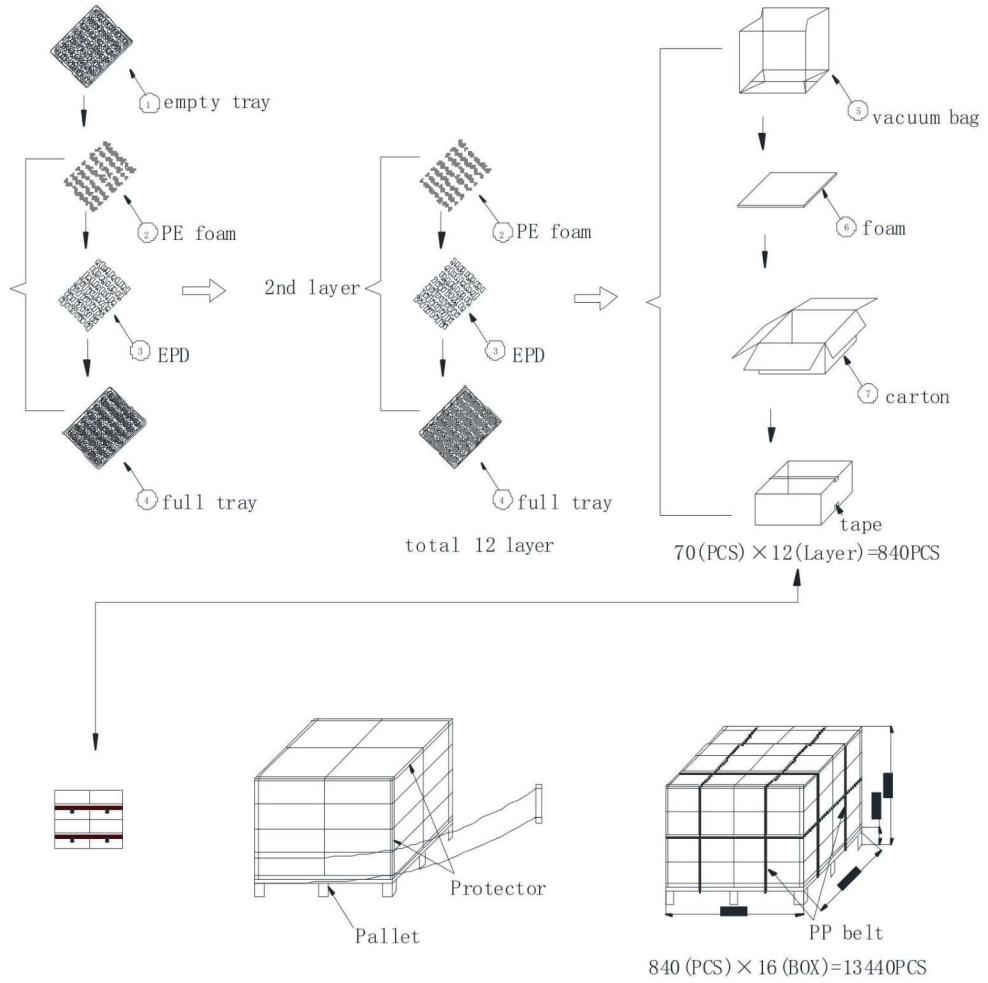 ① empty tray
② PE foam
③ EPD
④ full tray
2nd layer
② PE foam
③ EPD
④ full tray
total 12 layer
⑤ vacuum bag
⑥ foam
⑦ carton
tape
70(PCS)×12(Layer)=840PCS
Protector
Pallet
PP belt
840(PCS)×16(BOX)=13440PCS